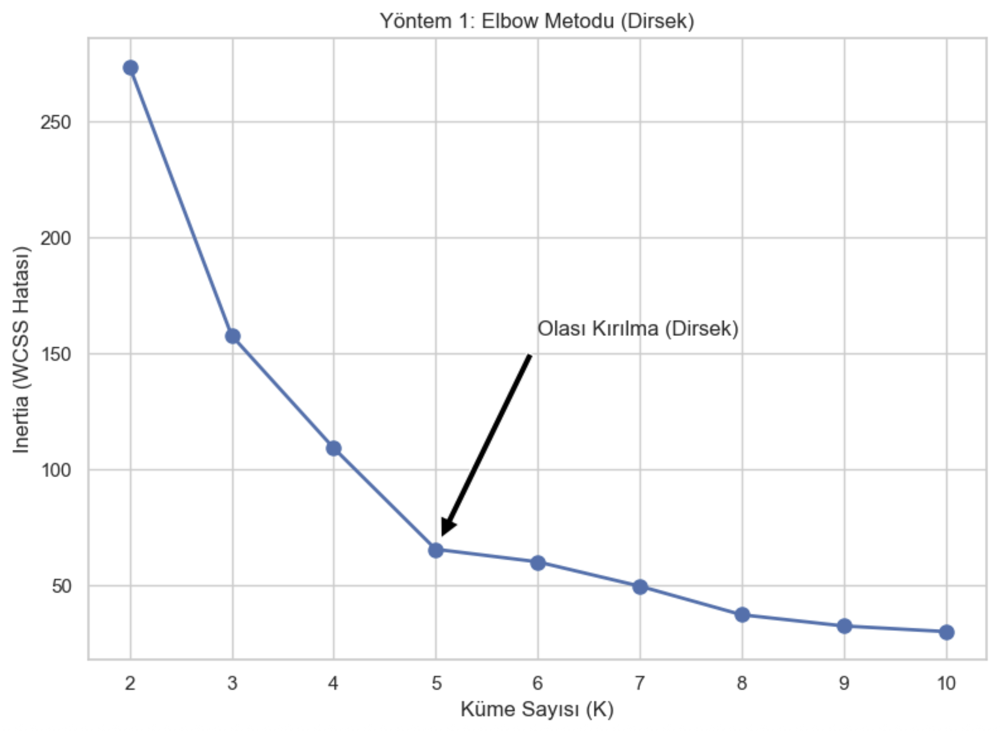 Yöntem 1: Elbow Metodu (Dirsek)
250
200
150
100
50
Inertia (WCSS Hatası)
Olası Kırılma (Dirsek)
2 3 4 5 6 7 8 9 10
Küme Sayısı (K)